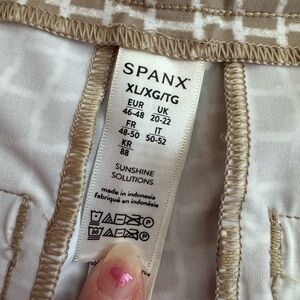 SPANX
XL/XG/TG
EUR UK
46-48 20-22
FR IT
48-50 50-52
KR
88
SUNSHINE
SOLUTIONS
made in indonesia
fabriqué en indonésie